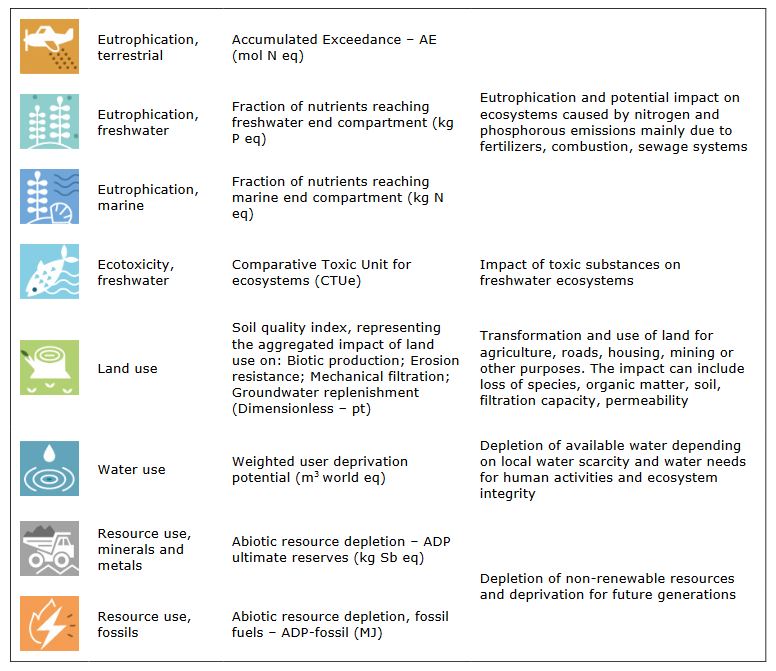 Eutrophication,
terrestrial
Accumulated Exceedance – AE
(mol N eq)
Eutrophication,
freshwater
Fraction of nutrients reaching
freshwater end compartment (kg
P eq)
Eutrophication,
marine
Fraction of nutrients reaching
marine end compartment (kg N
eq)
Eutrophication and potential impact on
ecosystems caused by nitrogen and
phosphorous emissions mainly due to
fertilizers, combustion, sewage systems
Ecotoxicity,
freshwater
Comparative Toxic Unit for
ecosystems (CTUe)
Impact of toxic substances on
freshwater ecosystems
Land use
Soil quality index, representing
the aggregated impact of land
use on: Biotic production; Erosion
resistance; Mechanical filtration;
Groundwater replenishment
(Dimensionless – pt)
Transformation and use of land for
agriculture, roads, housing, mining or
other purposes. The impact can include
loss of species, organic matter, soil,
filtration capacity, permeability
Water use
Weighted user deprivation
potential (m³ world eq)
Depletion of available water depending
on local water scarcity and water needs
for human activities and ecosystem
integrity
Resource use,
minerals and
metals
Abiotic resource depletion – ADP
ultimate reserves (kg Sb eq)
Resource use,
fossils
Abiotic resource depletion, fossil
fuels – ADP-fossil (MJ)
Depletion of non-renewable resources
and deprivation for future generations